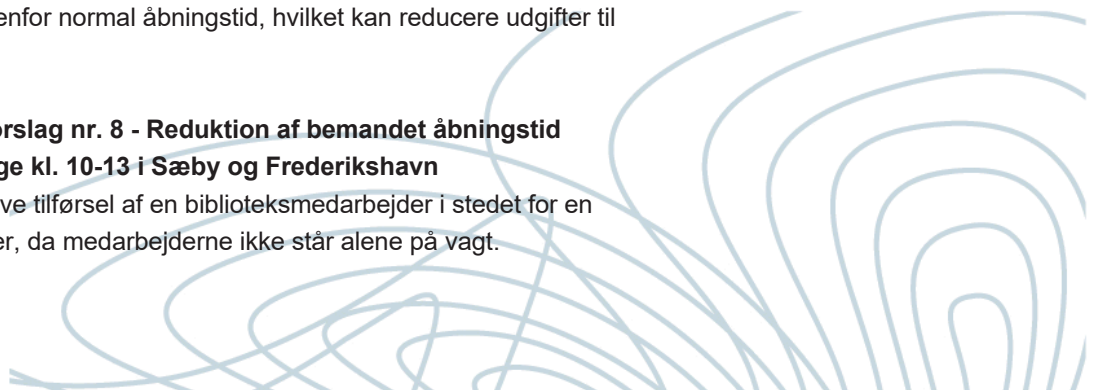 enfor normal åbningstid, hvilket kan reducere udgifter til
orslag nr. 8 - Reduktion af bemandet åbningstid
ge kl. 10-13 i Sæby og Frederikshavn
ve tilførsel af en biblioteksmedarbejder i stedet for en
er, da medarbejderne ikke står alene på vagt.